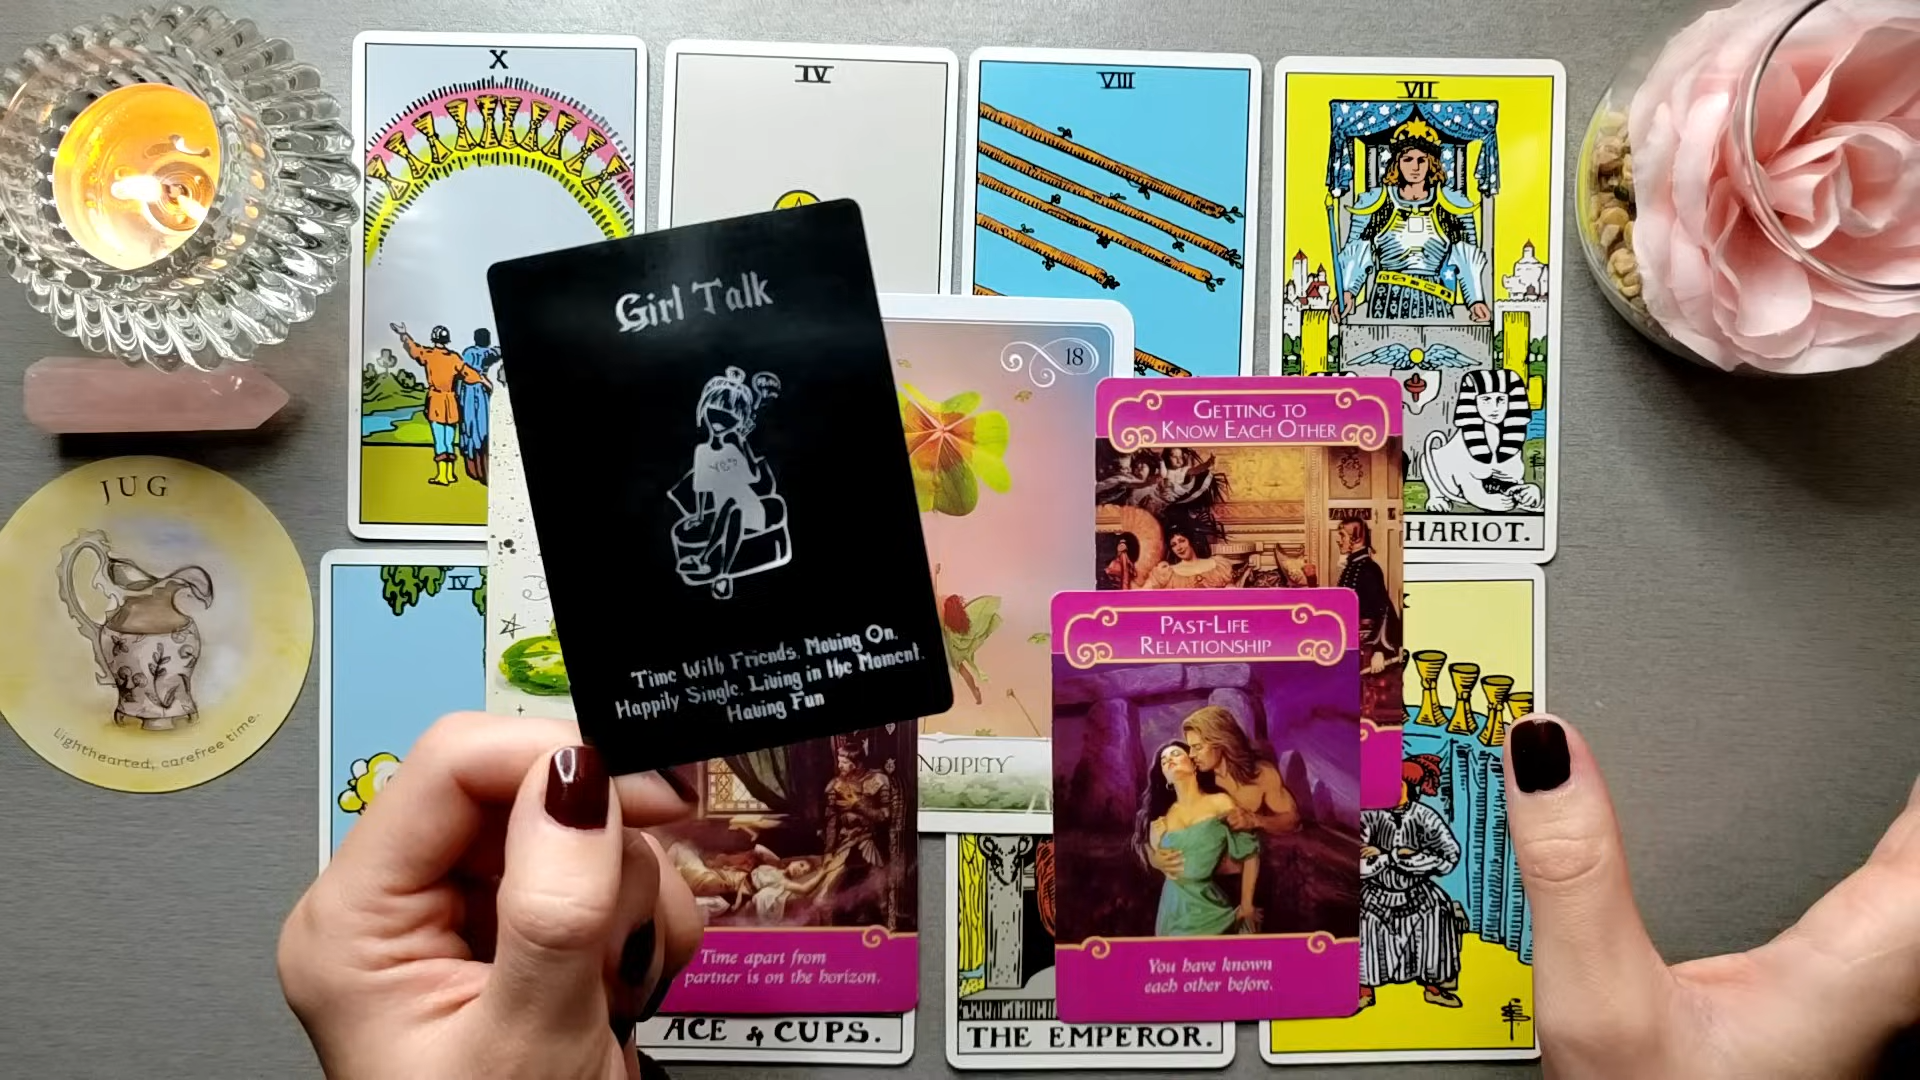 X
IV
VIII
VII
Girl Talk
Time With Friends, Moving On,
Happily Single, Living in the Moment,
Having Fun
18
GETTING TO
KNOW EACH OTHER
HARIOT.
JUG
Lighthearted, carefree time.
IV
PAST-LIFE
RELATIONSHIP
NDIPITY
Time apart from
partner is on the horizon.
You have known
each other before.
ACE of CUPS.
THE EMPEROR.